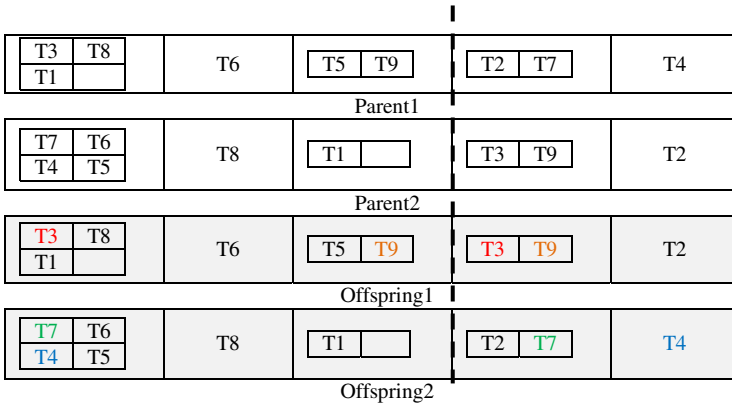 T3 T8
T1
T6
T5 T9
T2 T7
T4
Parent1
T7 T6
T4 T5
T8
T1
T3 T9
T2
Parent2
T3 T8
T1
T6
T5 T9
T3 T9
T2
Offspring1
T7 T6
T4 T5
T8
T1
T2 T7
T4
Offspring2